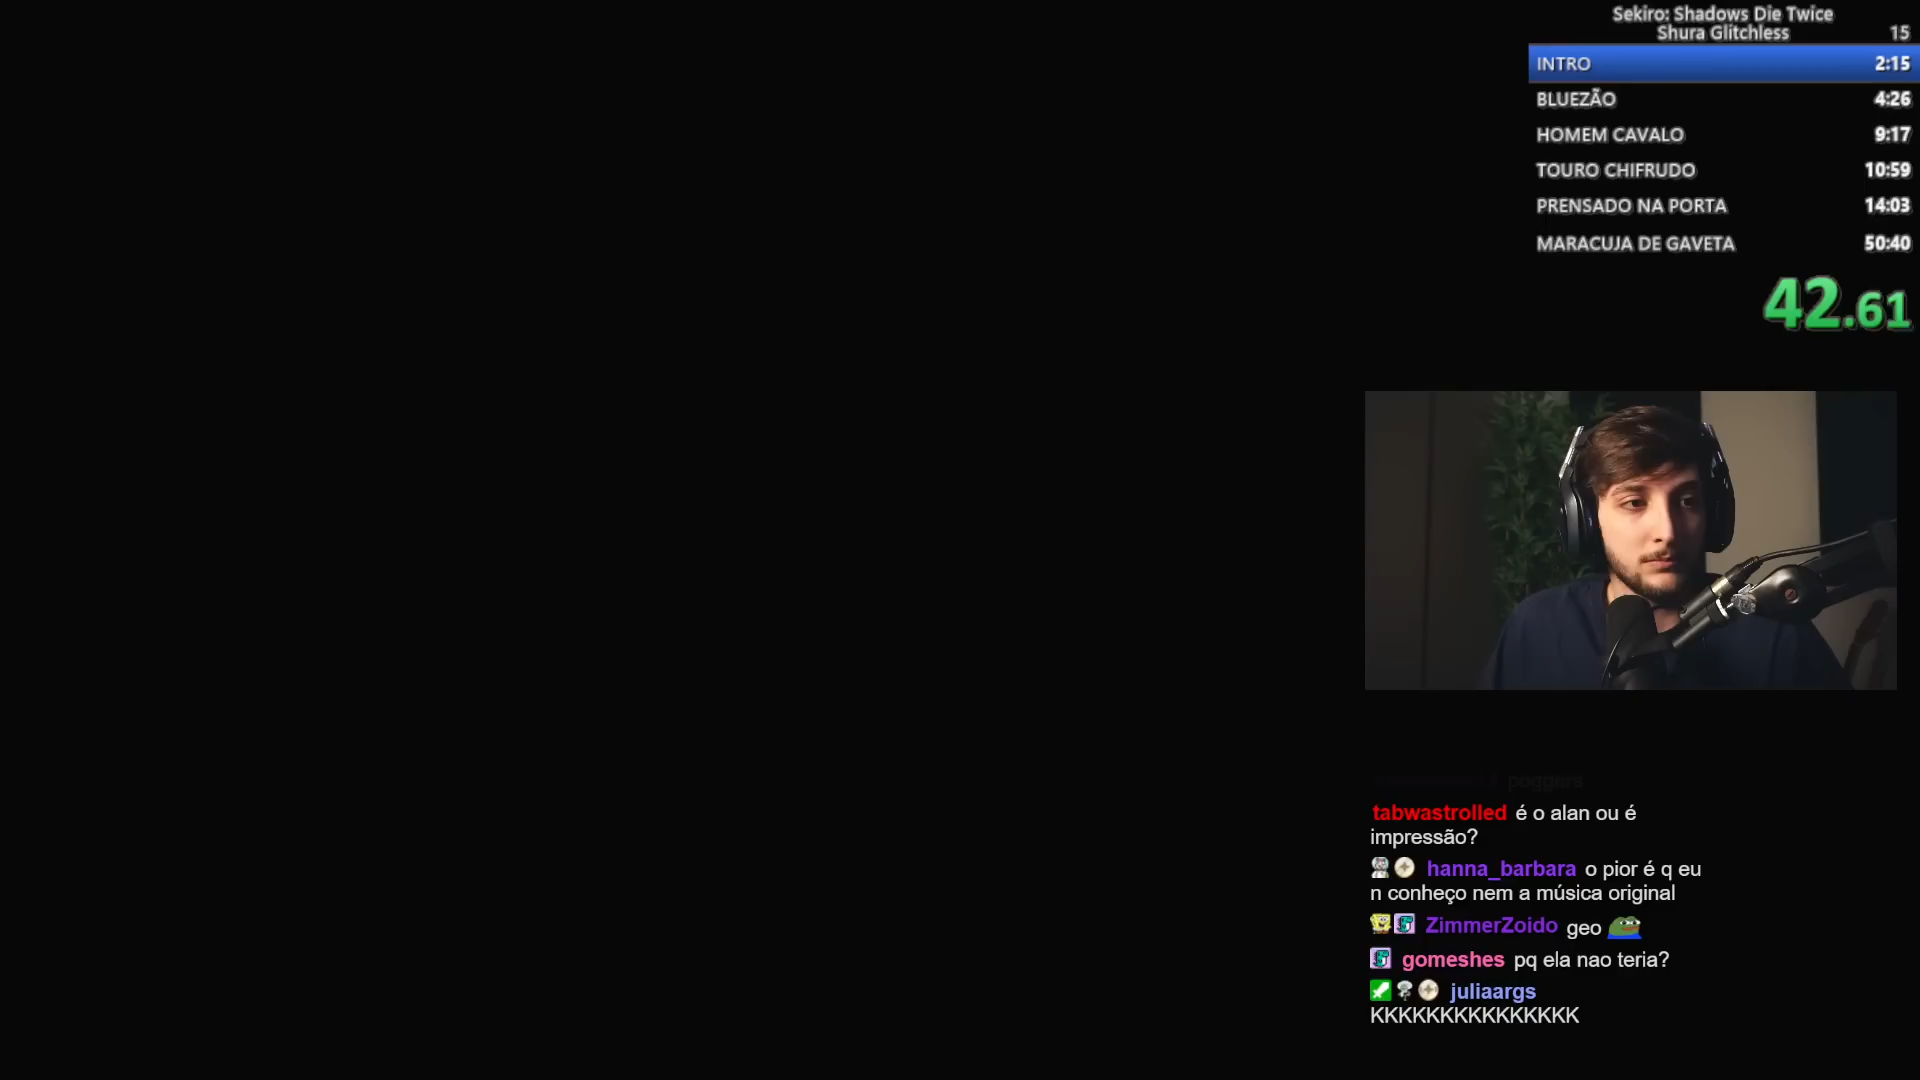 Sekiro: Shadows Die Twice
Shura Glitchless 15
INTRO 2:15
BLUEZÃO 4:26
HOMEM CAVALO 9:17
TOURO CHIFRUDO 10:59
PRENSADO NA PORTA 14:03
MARACUJA DE GAVETA 50:40
42.61
poggers
tabwastrolled é o alan ou é
impressão?
hanna_barbara o pior é q eu
n conheço nem a música original
ZimmerZoido geo
gomeshes pq ela nao teria?
juliaargs
KKKKKKKKKKKKKKK